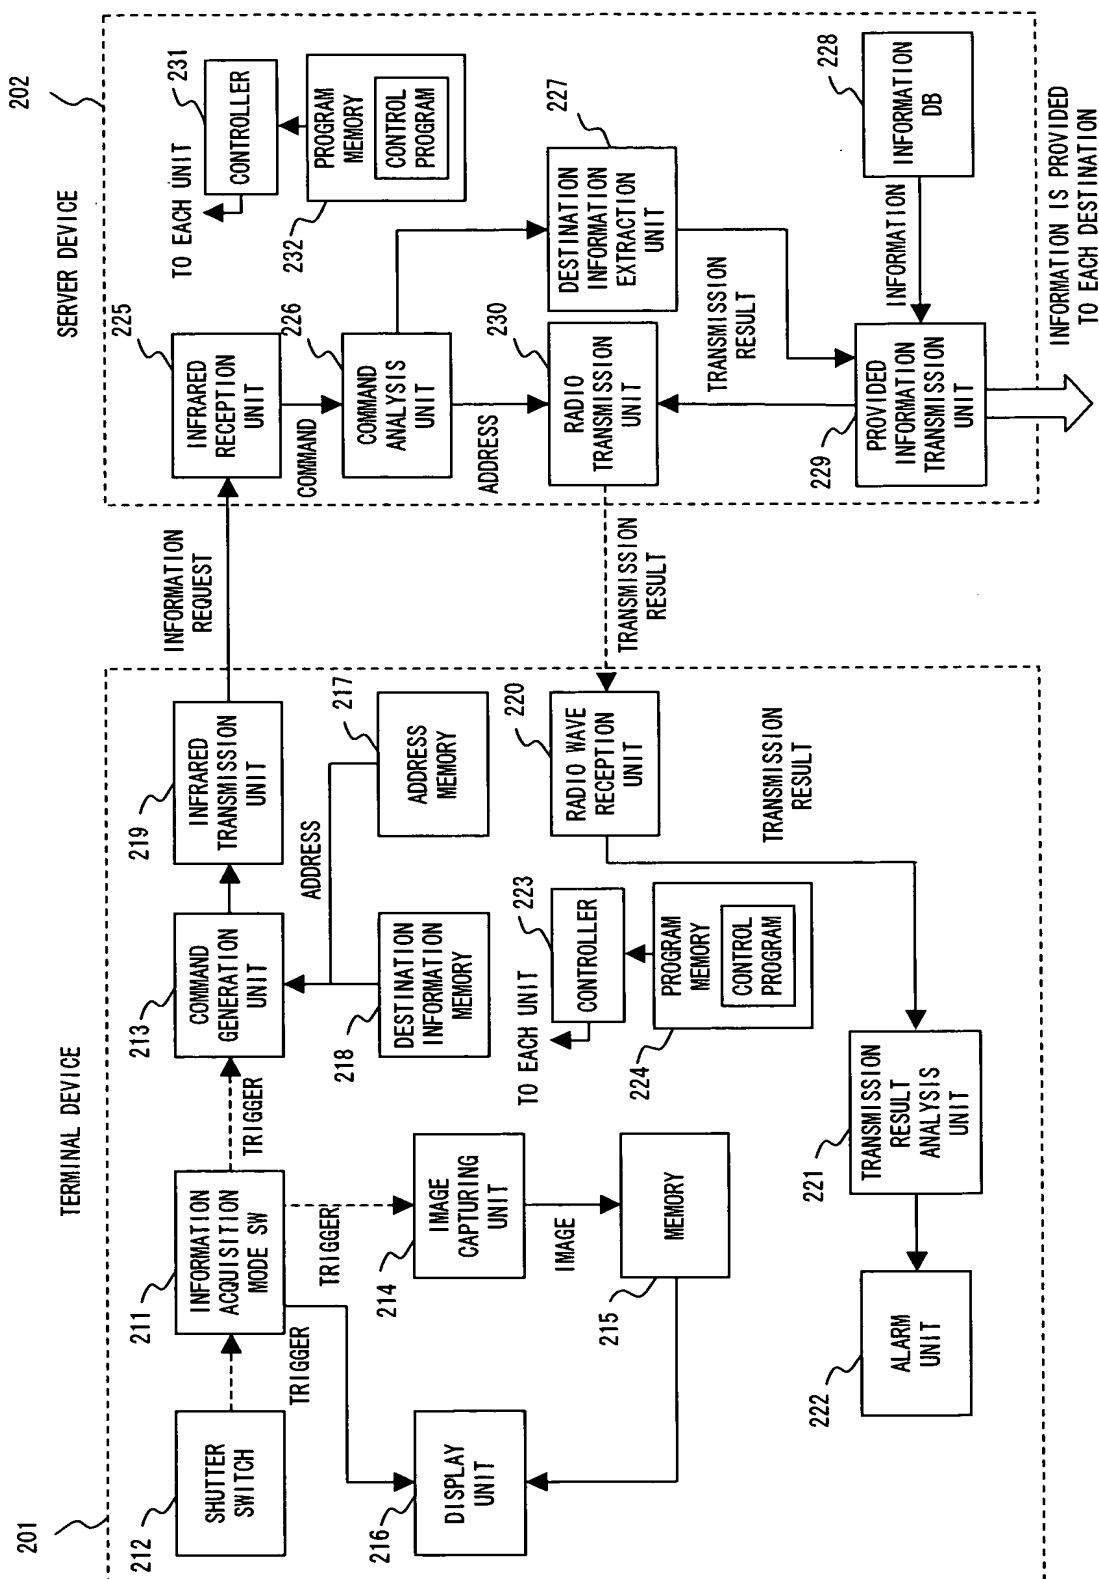 TERMINAL DEVICE
201
SHUTTER
SWITCH
212
INFORMATION
ACQUISITION
MODE SW
211
TRIGGER
TRIGGER
TRIGGER
COMMAND
GENERATION
UNIT
213
INFRARED
TRANSMISSION
UNIT
219
DISPLAY
UNIT
216
IMAGE
CAPTURING
UNIT
214
IMAGE
MEMORY
215
DESTINATION
INFORMATION
MEMORY
218
ADDRESS
ADDRESS
MEMORY
217
TO EACH UNIT
CONTROLLER
223
PROGRAM
MEMORY
CONTROL
PROGRAM
224
RADIO WAVE
RECEPTION
UNIT
220
TRANSMISSION
RESULT
TRANSMISSION
RESULT
ANALYSIS
UNIT
221
ALARM
UNIT
222
INFORMATION
REQUEST
TRANSMISSION
RESULT
SERVER DEVICE
202
INFRARED
RECEPTION
UNIT
225
COMMAND
COMMAND
ANALYSIS
UNIT
226
ADDRESS
TO EACH UNIT
CONTROLLER
231
PROGRAM
MEMORY
CONTROL
PROGRAM
232
RADIO
TRANSMISSION
UNIT
230
DESTINATION
INFORMATION
EXTRACTION
UNIT
227
TRANSMISSION
RESULT
PROVIDED
INFORMATION
TRANSMISSION
UNIT
229
INFORMATION
INFORMATION
DB
228
INFORMATION IS PROVIDED
TO EACH DESTINATION